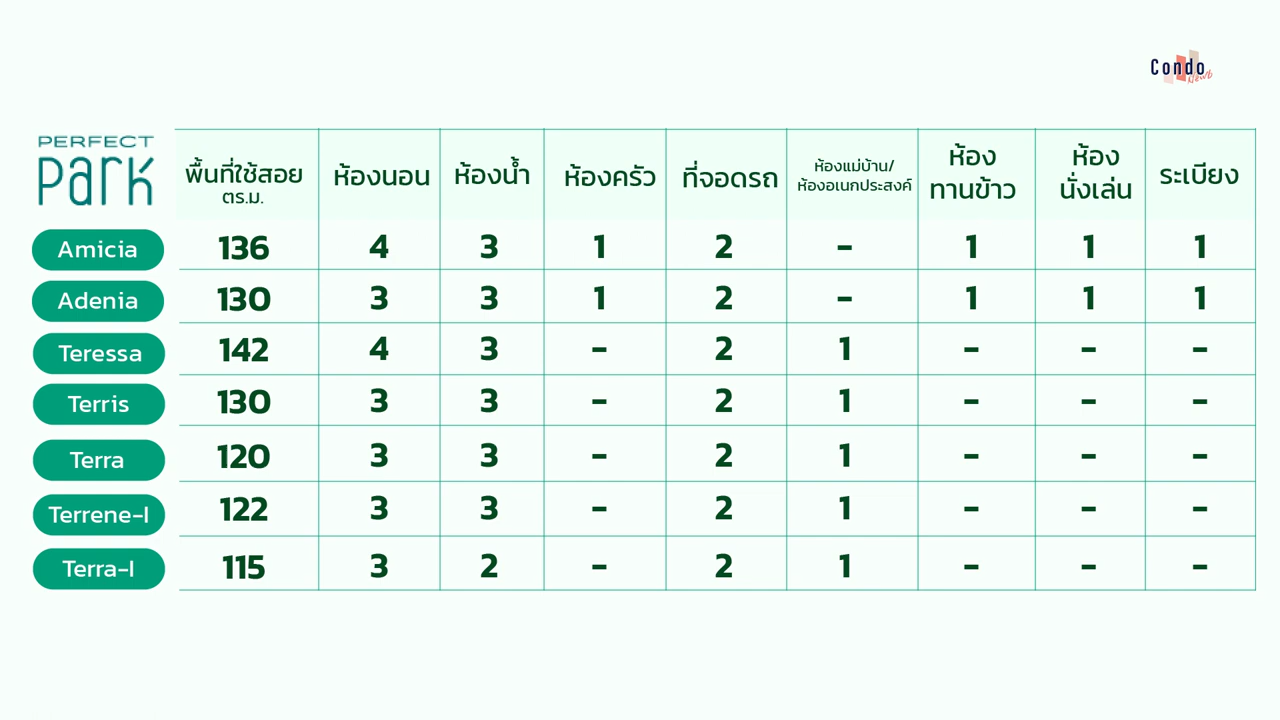 Condo
PERFECT
Park
พื้นที่ใช้สอย
ตร.ม.
ห้องนอน
ห้องน้ำ
ห้องครัว
ที่จอดรถ
ห้องแม่บ้าน/
ห้องอเนกประสงค์
ห้อง
ทานข้าว
ห้อง
นั่งเล่น
ระเบียง
Amicia 136 4 3 1 2 - 1 1 1
Adenia 130 3 3 1 2 - 1 1 1
Teressa 142 4 3 - 2 1 - - -
Terris 130 3 3 - 2 1 - - -
Terra 120 3 3 - 2 1 - - -
Terrene-I 122 3 3 - 2 1 - - -
Terra-I 115 3 2 - 2 1 - - -